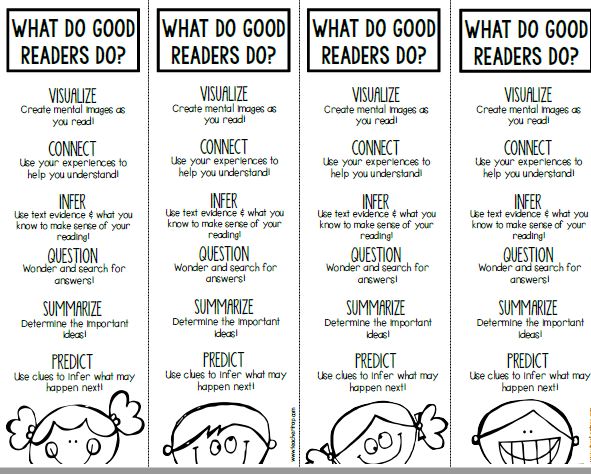 WHAT DO GOOD
READERS DO?
VISUALIZE
Create mental images as
you read!
CONNECT
Use your experiences to
help you understand!
INFER
Use text evidence & what you
know to make sense of your
reading!
QUESTION
Wonder and search for
answers!
SUMMARIZE
Determine the important
ideas!
PREDICT
Use clues to infer what may
happen next!
WHAT DO GOOD
READERS DO?
VISUALIZE
Create mental images as
you read!
CONNECT
Use your experiences to
help you understand!
INFER
Use text evidence & what you
know to make sense of your
reading!
QUESTION
Wonder and search for
answers!
SUMMARIZE
Determine the important
ideas!
PREDICT
Use clues to infer what may
happen next!
WHAT DO GOOD
READERS DO?
VISUALIZE
Create mental images as
you read!
CONNECT
Use your experiences to
help you understand!
INFER
Use text evidence & what you
know to make sense of your
reading!
QUESTION
Wonder and search for
answers!
SUMMARIZE
Determine the important
ideas!
PREDICT
Use clues to infer what may
happen next!
WHAT DO GOOD
READERS DO?
VISUALIZE
Create mental images as
you read!
CONNECT
Use your experiences to
help you understand!
INFER
Use text evidence & what you
know to make sense of your
reading!
QUESTION
Wonder and search for
answers!
SUMMARIZE
Determine the important
ideas!
PREDICT
Use clues to infer what may
happen next!